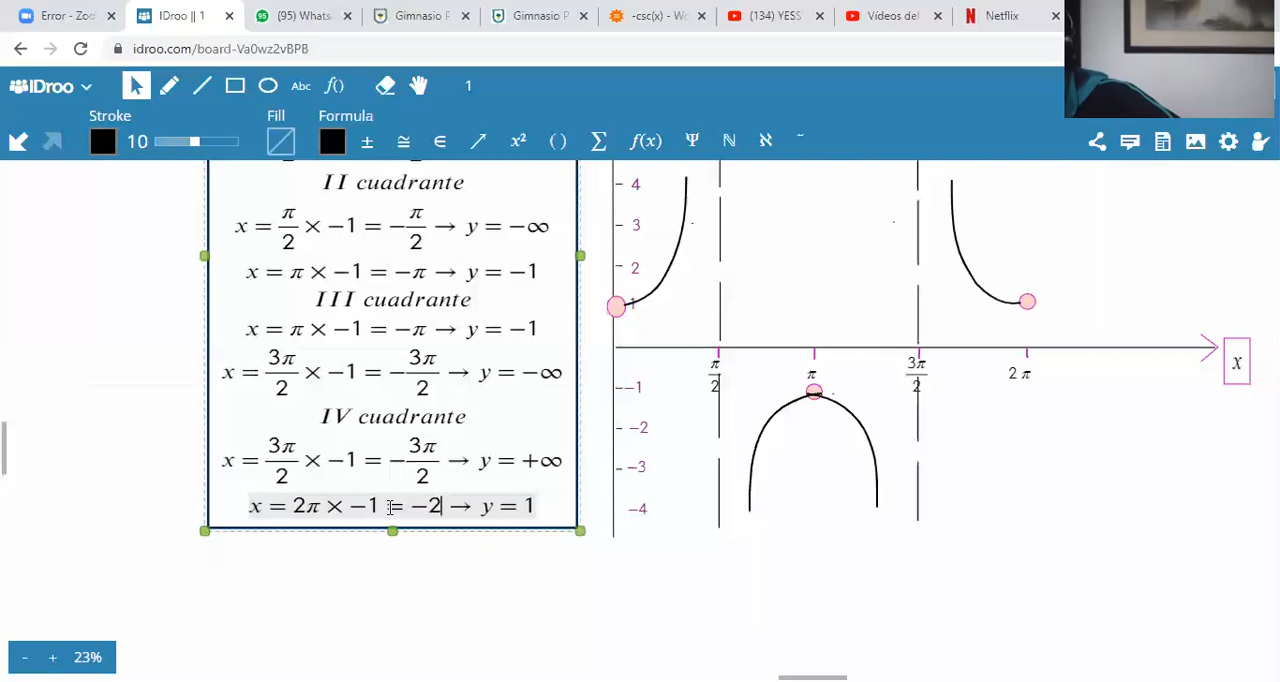 Error - Zoo
IDroo || 1
(95) Whats
Gimnasio P
Gimnasio P
-csc(x) - Wo
(134) YESS
Vídeos del
Netflix
idroo.com/board-Va0wz2vBPB
IDroo
Abc
f()
1
Stroke
Fill
Formula
10
± ≅ ∈ x² ( ) ∑ f(x) Ψ ℕ ℵ
II cuadrante
x = π/2 × −1 = −π/2 → y = −∞
x = π × −1 = −π → y = −1
III cuadrante
x = π × −1 = −π → y = −1
x = 3π/2 × −1 = −3π/2 → y = −∞
IV cuadrante
x = 3π/2 × −1 = −3π/2 → y = +∞
x = 2π × −1 = −2 → y = 1
4
3
2
1
π/2
π
3π/2
2 π
x
−1
−2
−3
−4
- + 23%